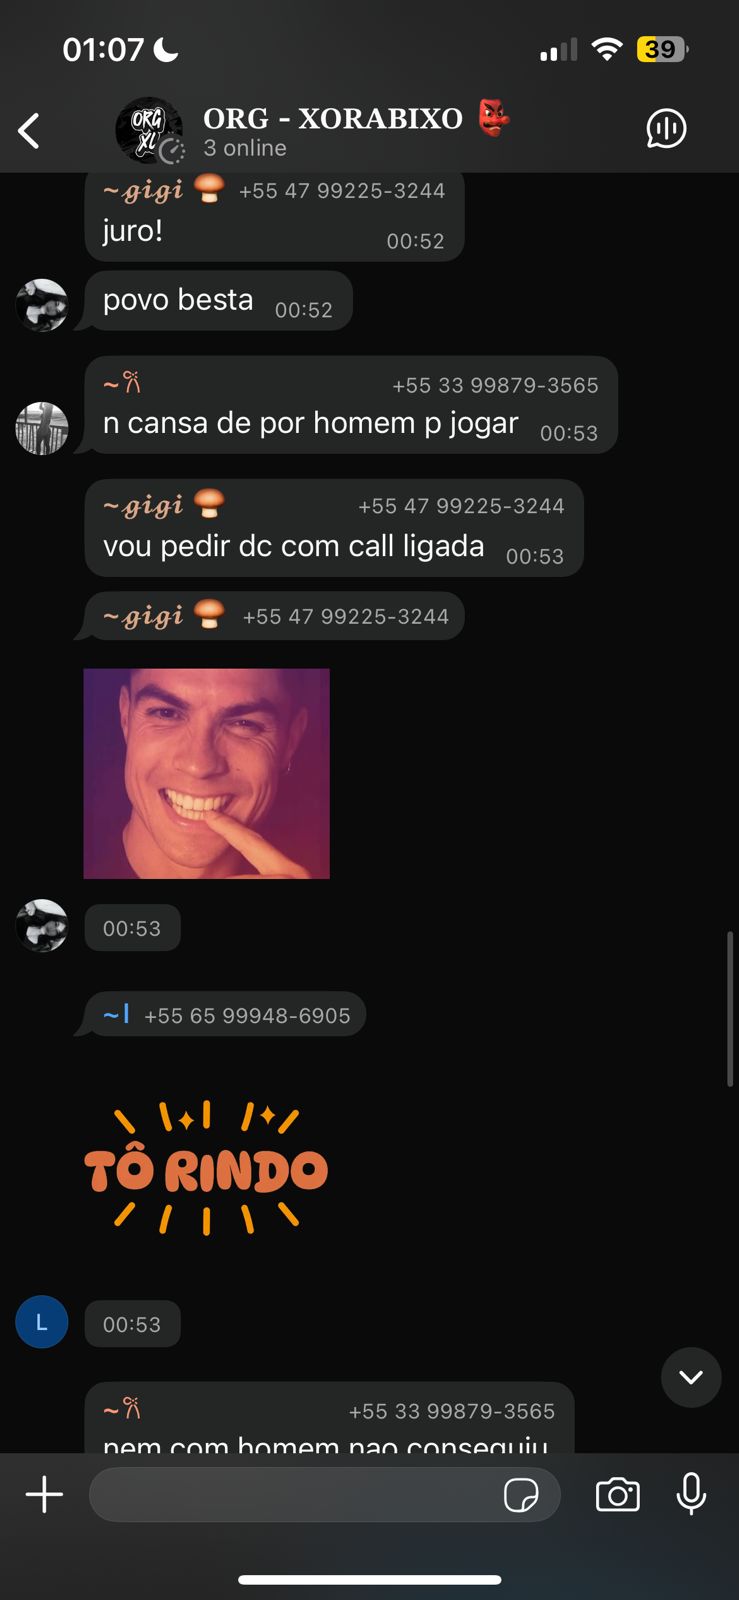 01:07
39
ORG XL
ORG - XORABIXO 👺
3 online
~𝓰𝓲𝓰𝓲 🍄 +55 47 99225-3244
juro! 00:52
povo besta 00:52
~𐙚 +55 33 99879-3565
n cansa de por homem p jogar 00:53
~𝓰𝓲𝓰𝓲 🍄 +55 47 99225-3244
vou pedir dc com call ligada 00:53
~𝓰𝓲𝓰𝓲 🍄 +55 47 99225-3244
00:53
~l +55 65 99948-6905
TÔ RINDO
L 00:53
~𐙚 +55 33 99879-3565
nem com homem nao conseguiu